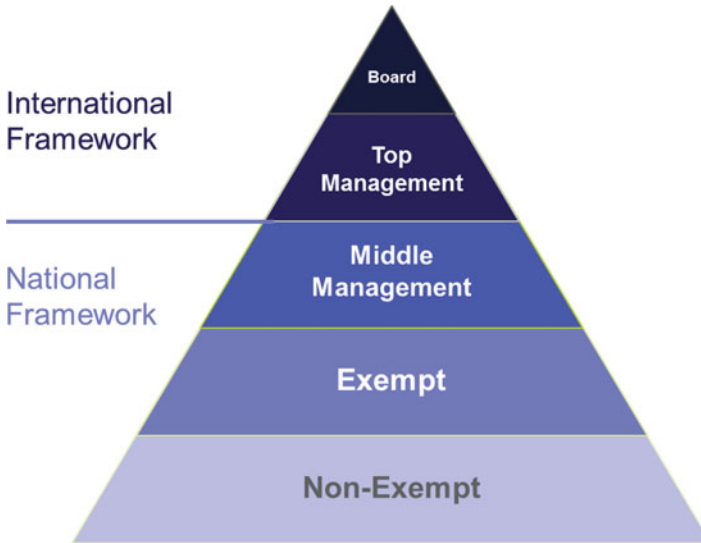 Board
International
Framework
Top
Management
Middle
Management
National
Framework
Exempt
Non-Exempt